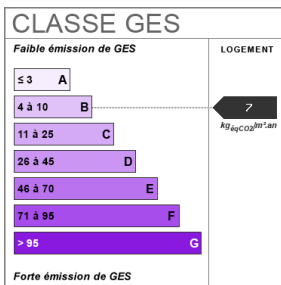 CLASSE GES
Faible émission de GES
LOGEMENT
≤ 3 A
4 à 10 B
7
kgéqCO2/m².an
11 à 25 C
26 à 45 D
46 à 70 E
71 à 95 F
> 95 G
Forte émission de GES